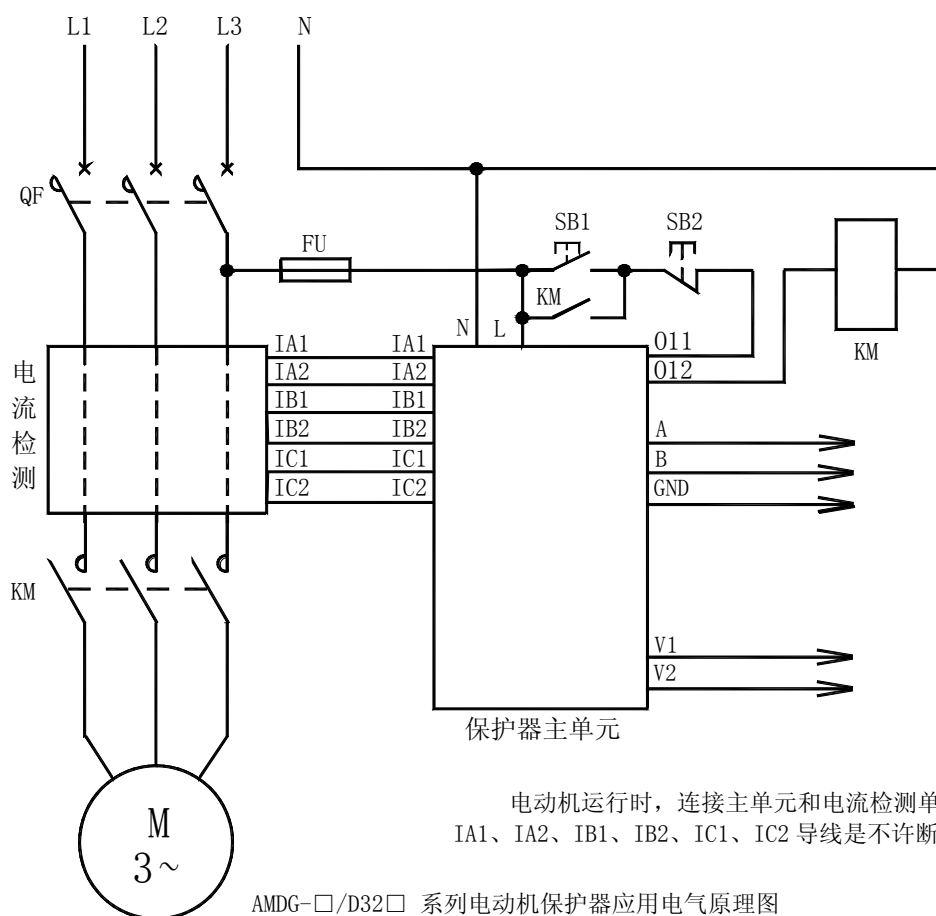 L1 L2 L3 N
QF
SB1 SB2
FU
KM
N L
KM
O11
O12
电流检测
IA1 IA1
IA2 IA2
IB1 IB1
IB2 IB2
IC1 IC1
IC2 IC2
A
B
GND
KM
V1
V2
保护器主单元
M
3~
电动机运行时，连接主单元和电流检测单
IA1、IA2、IB1、IB2、IC1、IC2 导线是不许断
AMDG-□/D32□ 系列电动机保护器应用电气原理图